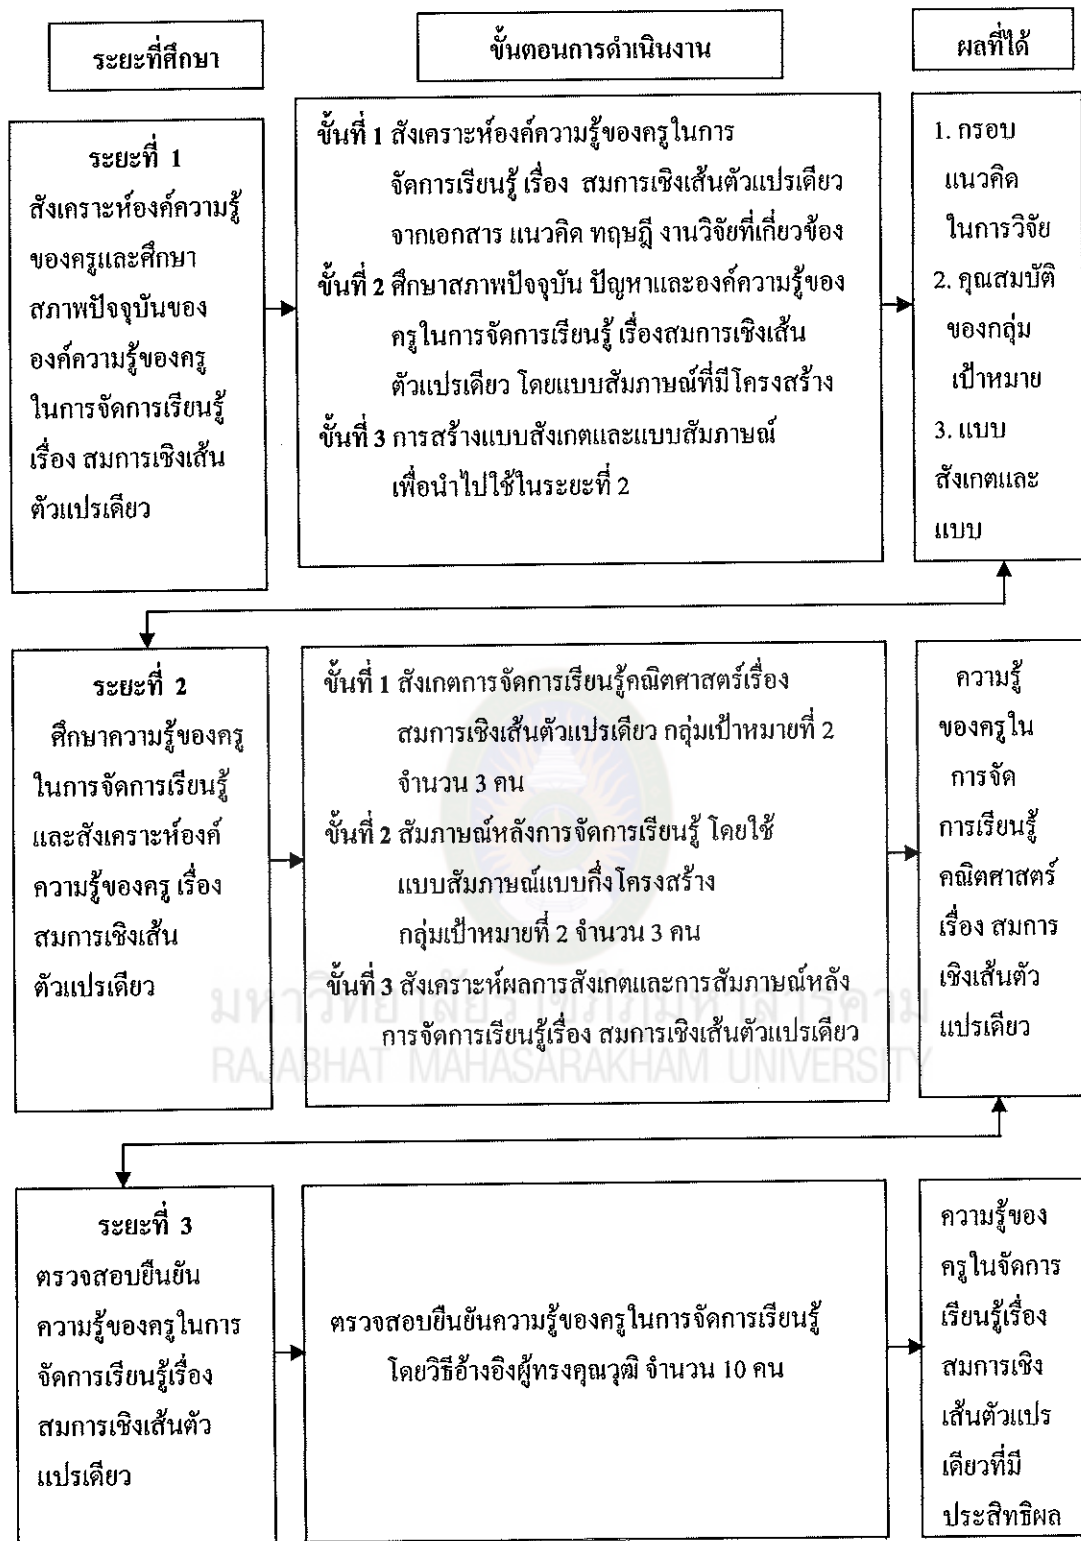 ระยะที่ศึกษา
ขั้นตอนการดำเนินงาน
ผลที่ได้
ระยะที่ 1
สังเคราะห์องค์ความรู้
ของครูและศึกษา
สภาพปัจจุบันของ
องค์ความรู้ของครู
ในการจัดการเรียนรู้
เรื่อง สมการเชิงเส้น
ตัวแปรเดียว
ขั้นที่ 1 สังเคราะห์องค์ความรู้ของครูในการ
จัดการเรียนรู้ เรื่อง สมการเชิงเส้นตัวแปรเดียว
จากเอกสาร แนวคิด ทฤษฎี งานวิจัยที่เกี่ยวข้อง
ขั้นที่ 2 ศึกษาสภาพปัจจุบัน ปัญหาและองค์ความรู้ของ
ครูในการจัดการเรียนรู้ เรื่องสมการเชิงเส้น
ตัวแปรเดียว โดยแบบสัมภาษณ์ที่มีโครงสร้าง
ขั้นที่ 3 การสร้างแบบสังเกตและแบบสัมภาษณ์
เพื่อนำไปใช้ในระยะที่ 2
1. กรอบ
แนวคิด
ในการวิจัย
2. คุณสมบัติ
ของกลุ่ม
เป้าหมาย
3. แบบ
สังเกตและ
แบบ
ระยะที่ 2
ศึกษาความรู้ของครู
ในการจัดการเรียนรู้
และสังเคราะห์องค์
ความรู้ของครู เรื่อง
สมการเชิงเส้น
ตัวแปรเดียว
ขั้นที่ 1 สังเกตการจัดการเรียนรู้คณิตศาสตร์เรื่อง
สมการเชิงเส้นตัวแปรเดียว กลุ่มเป้าหมายที่ 2
จำนวน 3 คน
ขั้นที่ 2 สัมภาษณ์หลังการจัดการเรียนรู้ โดยใช้
แบบสัมภาษณ์แบบกึ่งโครงสร้าง
กลุ่มเป้าหมายที่ 2 จำนวน 3 คน
ขั้นที่ 3 สังเคราะห์ผลการสังเกตและการสัมภาษณ์หลัง
การจัดการเรียนรู้เรื่อง สมการเชิงเส้นตัวแปรเดียว
ความรู้
ของครูใน
การจัด
การเรียนรู้
คณิตศาสตร์
เรื่อง สมการ
เชิงเส้นตัว
แปรเดียว
มหาวิทยาลัยราชภัฏมหาสารคาม
RAJABHAT MAHASARAKHAM UNIVERSITY
ระยะที่ 3
ตรวจสอบยืนยัน
ความรู้ของครูในการ
จัดการเรียนรู้เรื่อง
สมการเชิงเส้นตัว
แปรเดียว
ตรวจสอบยืนยันความรู้ของครูในการจัดการเรียนรู้
โดยวิธีอ้างอิงผู้ทรงคุณวุฒิ จำนวน 10 คน
ความรู้ของ
ครูในจัดการ
เรียนรู้เรื่อง
สมการเชิง
เส้นตัวแปร
เดียวที่มี
ประสิทธิผล